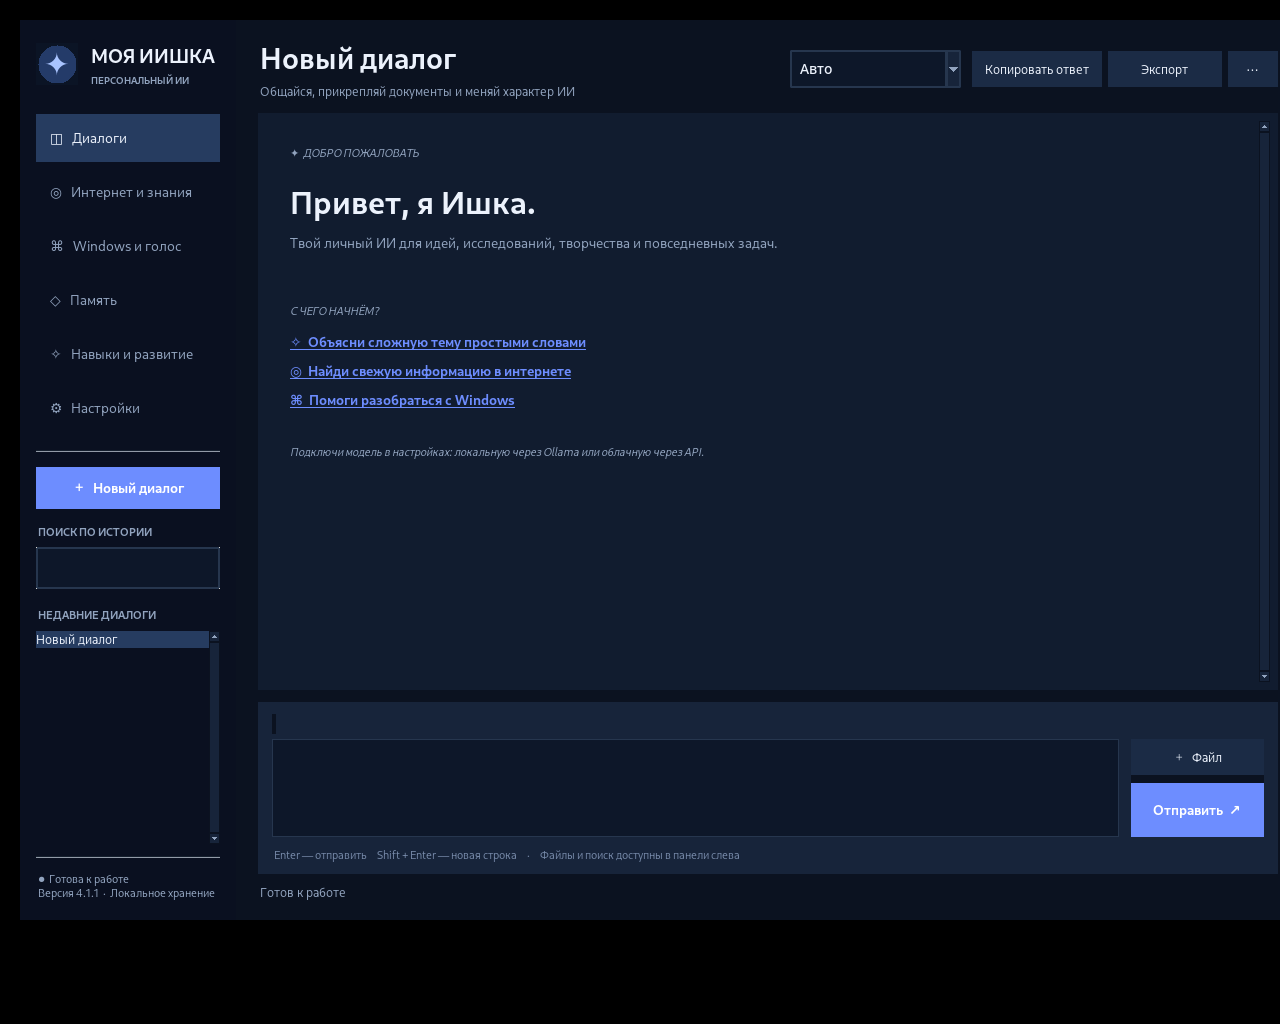 МОЯ ИИШКА
ПЕРСОНАЛЬНЫЙ ИИ
Диалоги
Интернет и знания
Windows и голос
Память
Навыки и развитие
Настройки
+ Новый диалог
ПОИСК ПО ИСТОРИИ
НЕДАВНИЕ ДИАЛОГИ
Новый диалог
● Готова к работе
Версия 4.1.1 · Локальное хранение
Новый диалог
Общайся, прикрепляй документы и меняй характер ИИ
Авто
Копировать ответ
Экспорт
···
✦ ДОБРО ПОЖАЛОВАТЬ
Привет, я Ишка.
Твой личный ИИ для идей, исследований, творчества и повседневных задач.
С ЧЕГО НАЧНЁМ?
✧ Объясни сложную тему простыми словами
◎ Найди свежую информацию в интернете
⌘ Помоги разобраться с Windows
Подключи модель в настройках: локальную через Ollama или облачную через API.
+ Файл
Отправить ↗
Enter — отправить Shift + Enter — новая строка · Файлы и поиск доступны в панели слева
Готов к работе